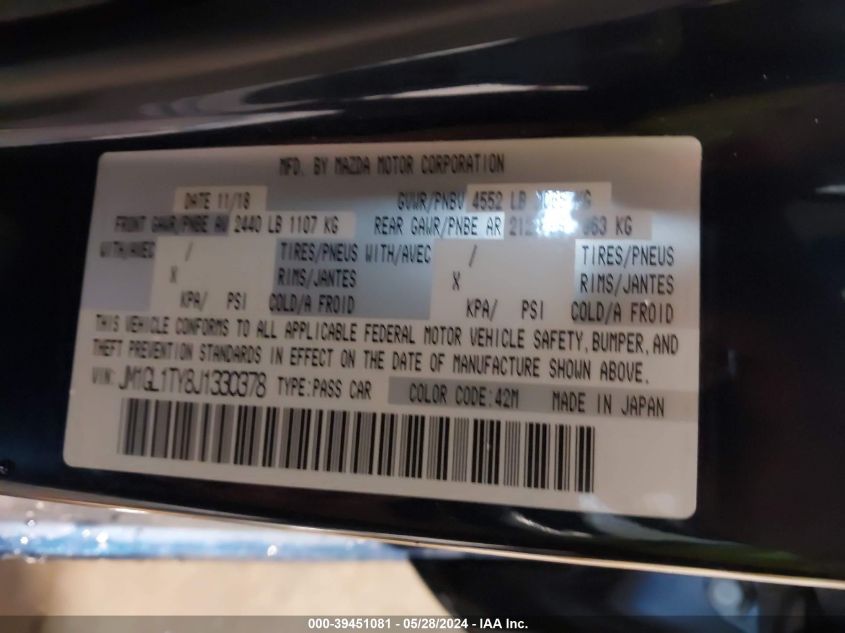 MFD. BY MAZDA MOTOR CORPORATION
DATE 11/18 GVWR/PNBV 4552 LB KG
FRONT GAWR/PNBE AV 2440 LB 1107 KG REAR GAWR/PNBE AR 963 KG
WITH/AVEC / TIRES/PNEUS WITH/AVEC / TIRES/PNEUS
X RIMS/JANTES X RIMS/JANTES
KPA/ PSI COLD/A FROID KPA/ PSI COLD/A FROID
THIS VEHICLE CONFORMS TO ALL APPLICABLE FEDERAL MOTOR VEHICLE SAFETY, BUMPER, AND
THEFT PREVENTION STANDARDS IN EFFECT ON THE DATE OF MANUFACTURE SHOWN ABOVE.
VIN: JM1GL1TY8J1330378 TYPE:PASS CAR COLOR CODE:42M MADE IN JAPAN
000-39451081 - 05/28/2024 - IAA Inc.